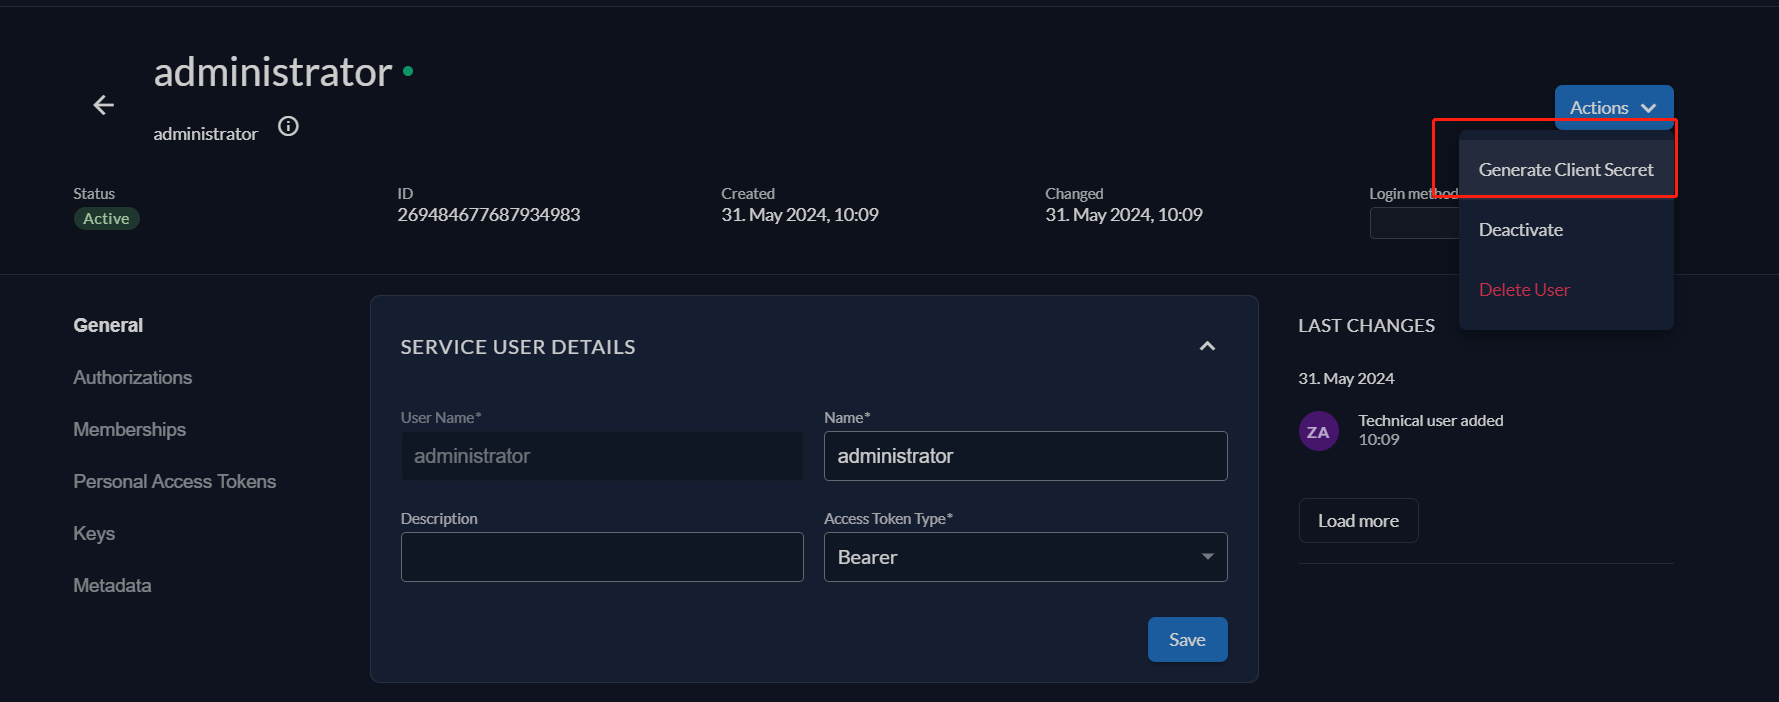 administrator
administrator
Actions
Generate Client Secret
Deactivate
Delete User
Status
Active
ID
269484677687934983
Created
31. May 2024, 10:09
Changed
31. May 2024, 10:09
Login method
General
Authorizations
Memberships
Personal Access Tokens
Keys
Metadata
SERVICE USER DETAILS
User Name*
administrator
Name*
administrator
Description
Access Token Type*
Bearer
Save
LAST CHANGES
31. May 2024
ZA
Technical user added
10:09
Load more